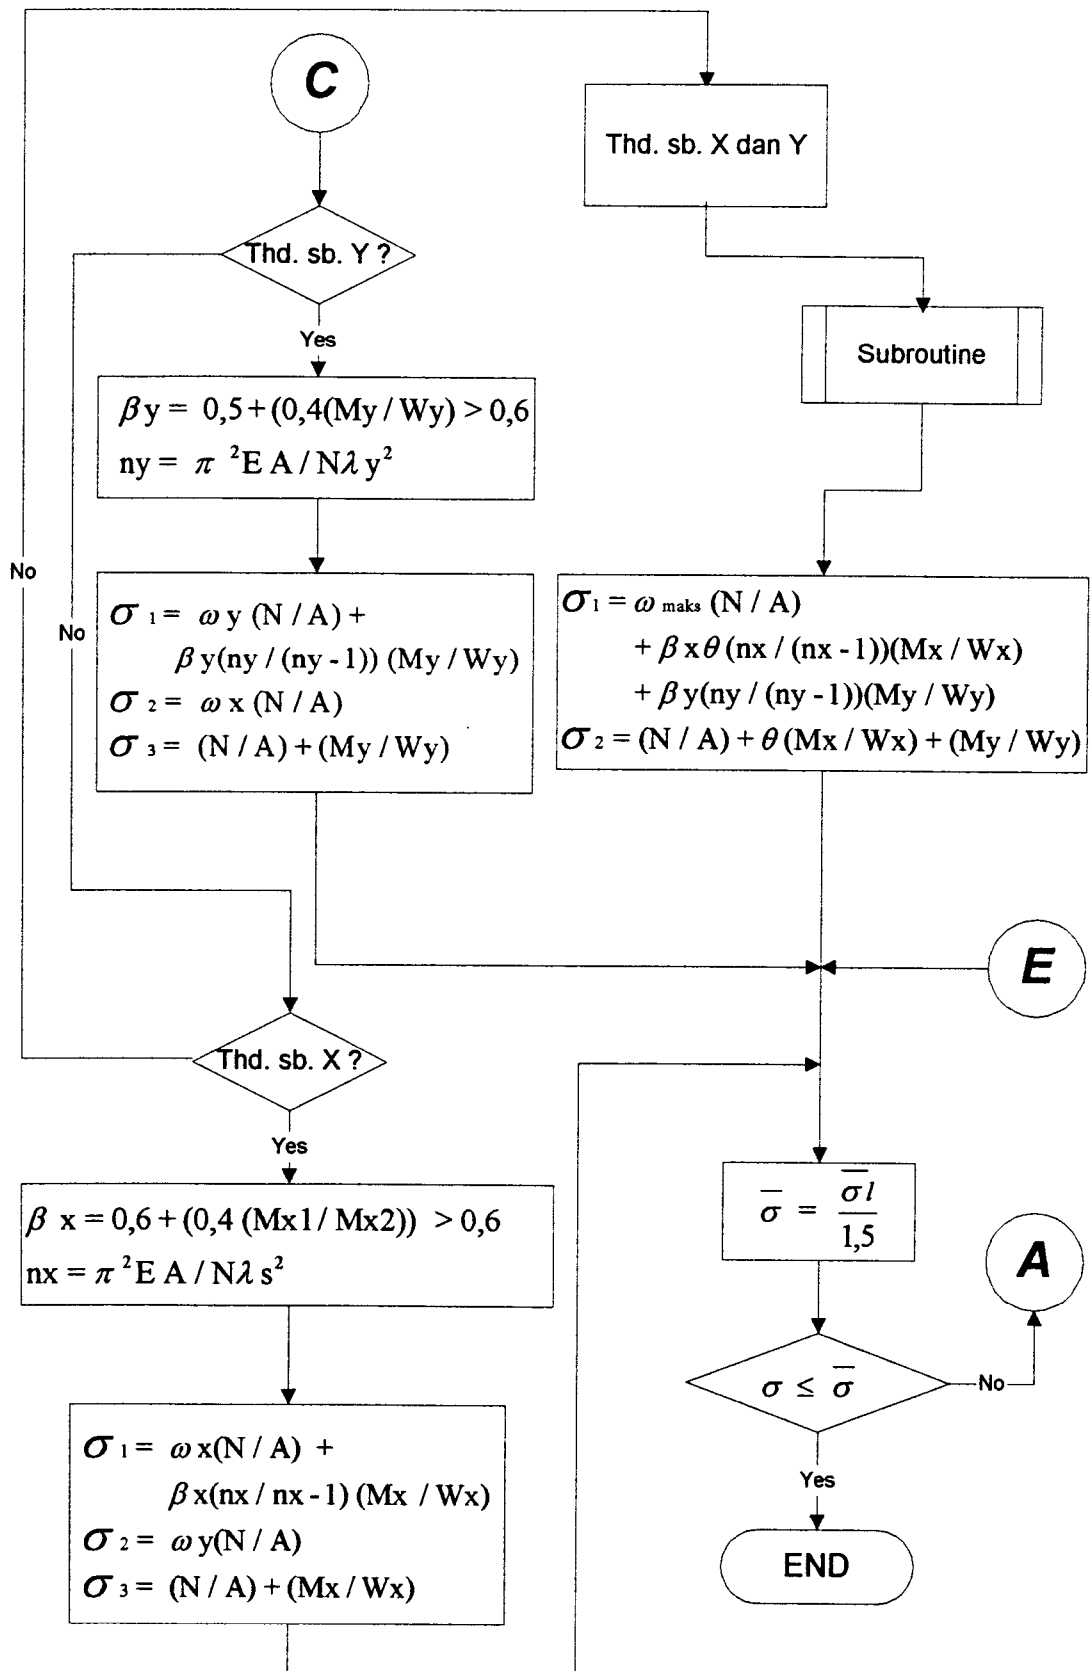 C
Thd. sb. Y ?
Yes
No
βy = 0,5 + (0,4(My / Wy) > 0,6
ny = π ²E A / Nλ y²
σ 1 = ω y (N / A) +
β y(ny / (ny - 1)) (My / Wy)
σ 2 = ω x (N / A)
σ 3 = (N / A) + (My / Wy)
Thd. sb. X ?
No
Yes
β x = 0,6 + (0,4 (Mx1 / Mx2)) > 0,6
nx = π ² E A / Nλ s²
σ 1 = ω x(N / A) +
β x(nx / nx - 1) (Mx / Wx)
σ 2 = ω y(N / A)
σ 3 = (N / A) + (Mx / Wx)
Thd. sb. X dan Y
Subroutine
σ 1 = ω maks (N / A)
+ β x θ (nx / (nx - 1))(Mx / Wx)
+ β y(ny / (ny - 1))(My / Wy)
σ 2 = (N / A) + θ (Mx / Wx) + (My / Wy)
E
σ̅ = σ̅l̅ / 1,5
A
σ ≤ σ̅
No
Yes
END